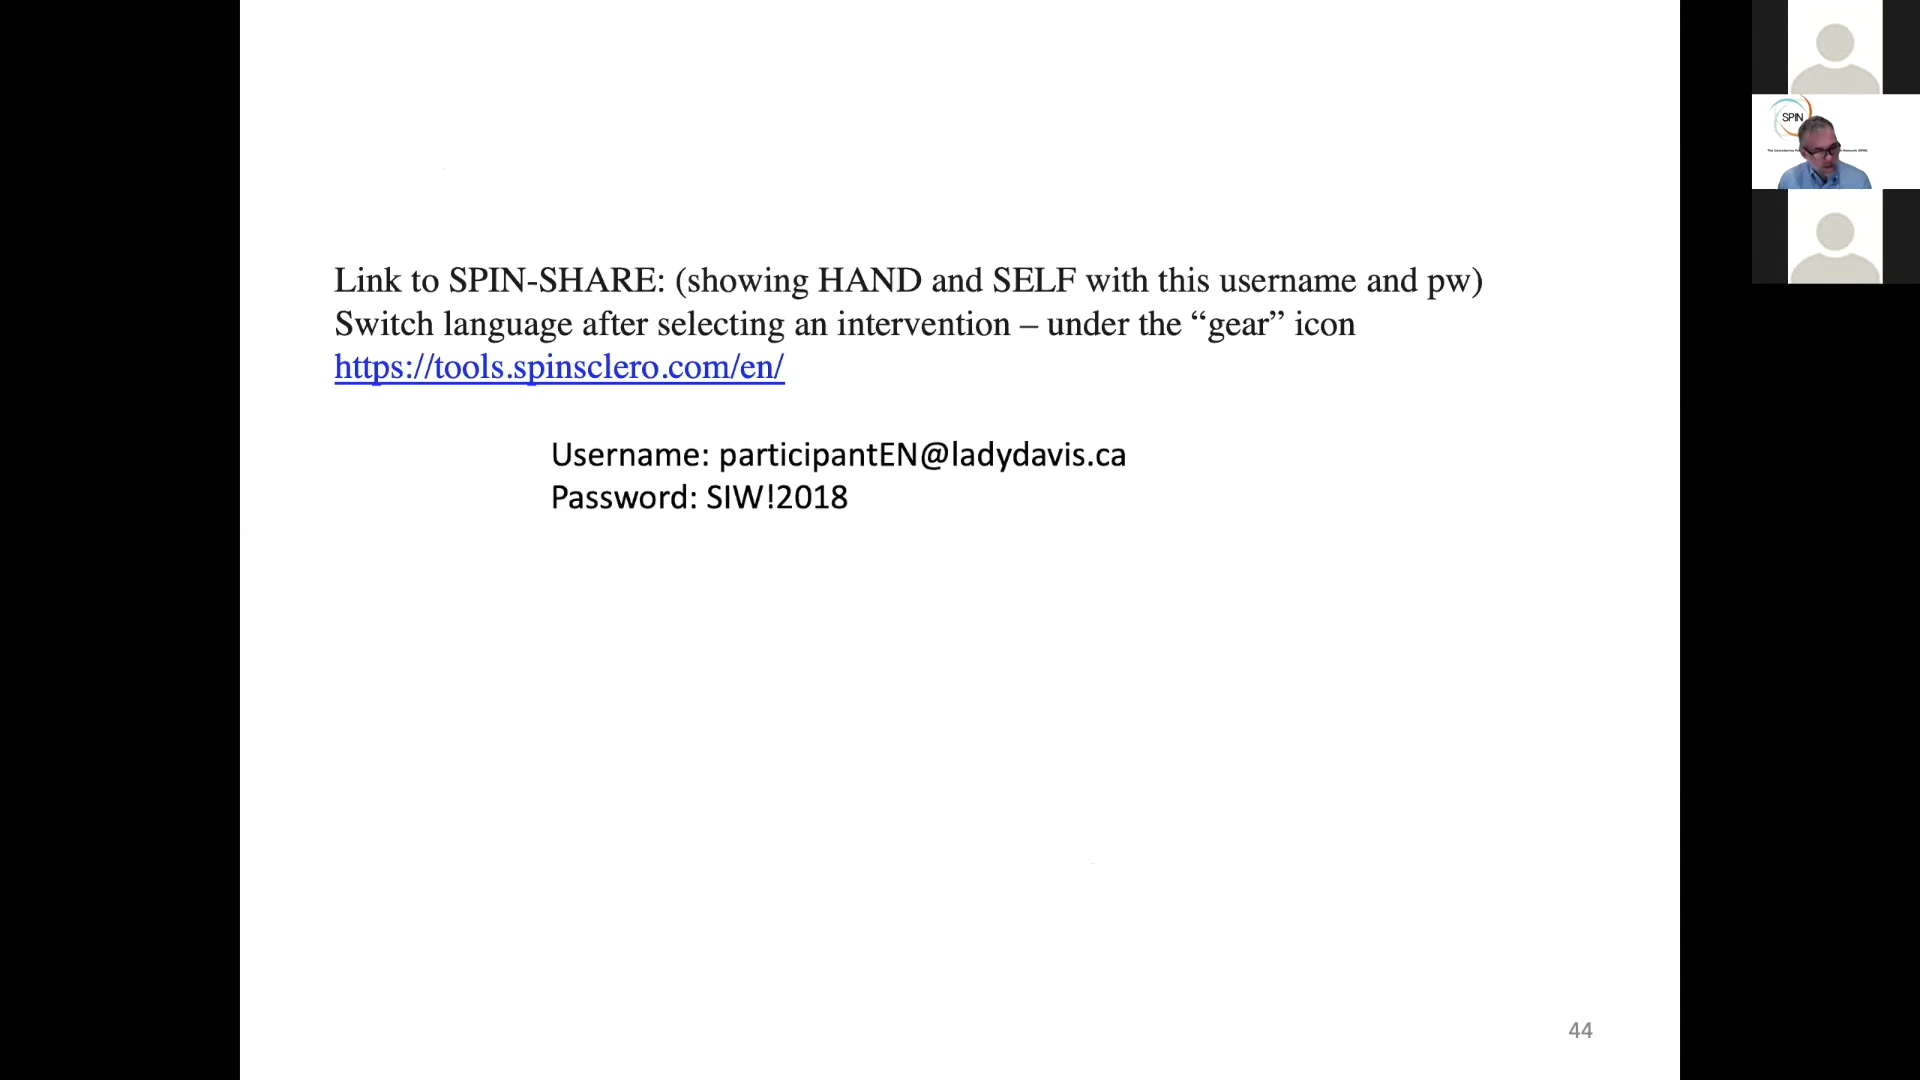 Link to SPIN-SHARE: (showing HAND and SELF with this username and pw)
Switch language after selecting an intervention – under the “gear” icon
https://tools.spinsclero.com/en/
Username: participantEN@ladydavis.ca
Password: SIW!2018
44
SPIN